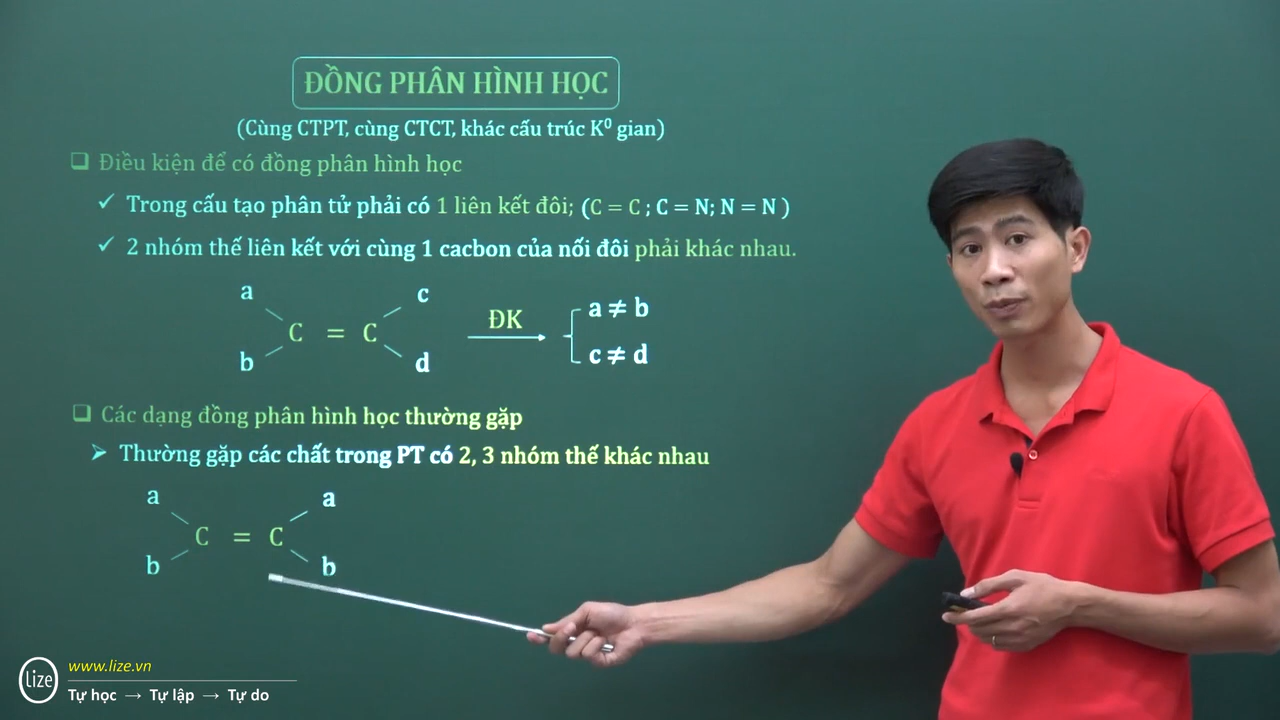 ĐỒNG PHÂN HÌNH HỌC
(Cùng CTPT, cùng CTCT, khác cấu trúc K⁰ gian)
❑ Điều kiện để có đồng phân hình học
✓ Trong cấu tạo phân tử phải có 1 liên kết đôi; (C = C ; C = N; N = N )
✓ 2 nhóm thế liên kết với cùng 1 cacbon của nối đôi phải khác nhau.
a c
C = C ĐK a ≠ b
b d c ≠ d
❑ Các dạng đồng phân hình học thường gặp
➢ Thường gặp các chất trong PT có 2, 3 nhóm thế khác nhau
a a
C = C
b b
lize www.lize.vn
Tự học → Tự lập → Tự do